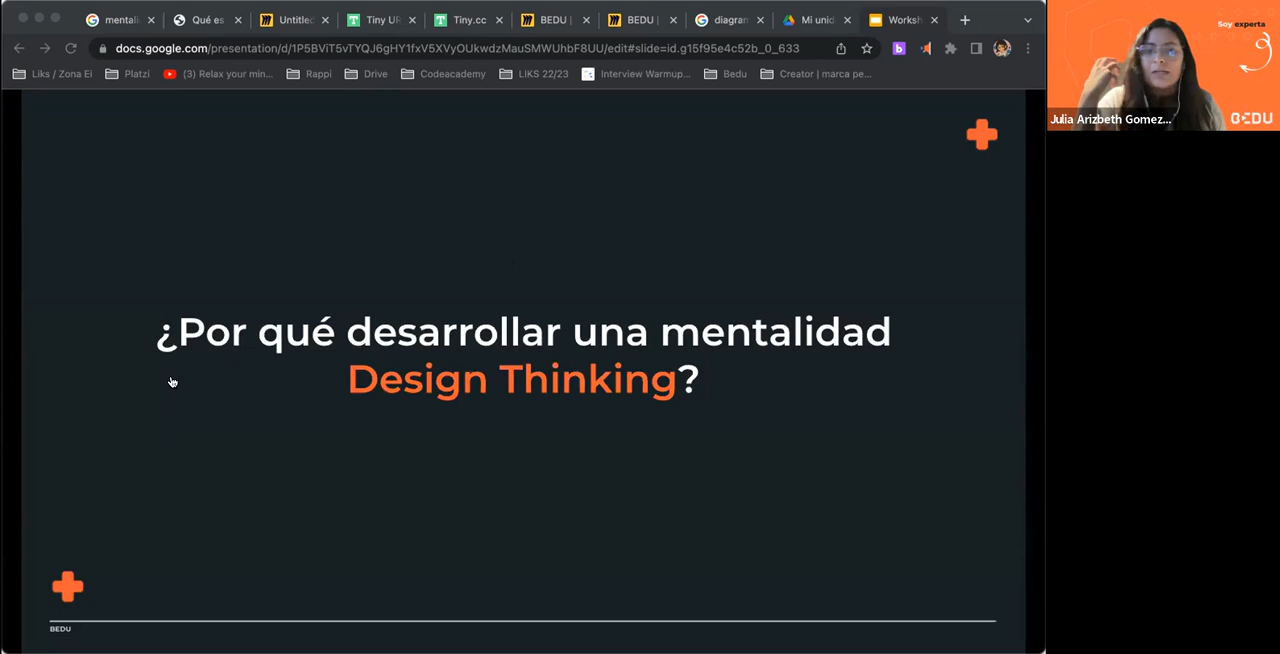 mentali
Qué es
Untitled
Tiny UR
Tiny.cc
BEDU |
BEDU |
diagran
Mi unid
Worksh
docs.google.com/presentation/d/1P5BViT5vTYQJ6gHY1fxV5XVyOUkwdzMauSMWUhbF8UU/edit#slide=id.g15f95e4c52b_0_633
Liks / Zona Ei
Platzi
(3) Relax your min...
Rappi
Drive
Codeacademy
LIKS 22/23
Interview Warmup...
Bedu
Creator | marca pe...
Soy experta
Julia Arizbeth Gomez...
BEDU
¿Por qué desarrollar una mentalidad
Design Thinking?
BEDU